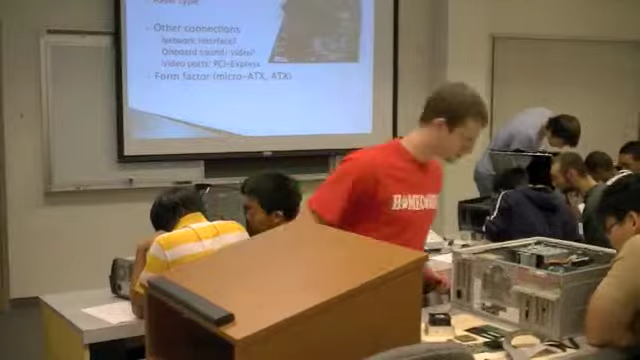 Other connections
Network interface?
Onboard sound/video?
Video ports: PCI-Express
Form factor (micro-ATX, ATX)